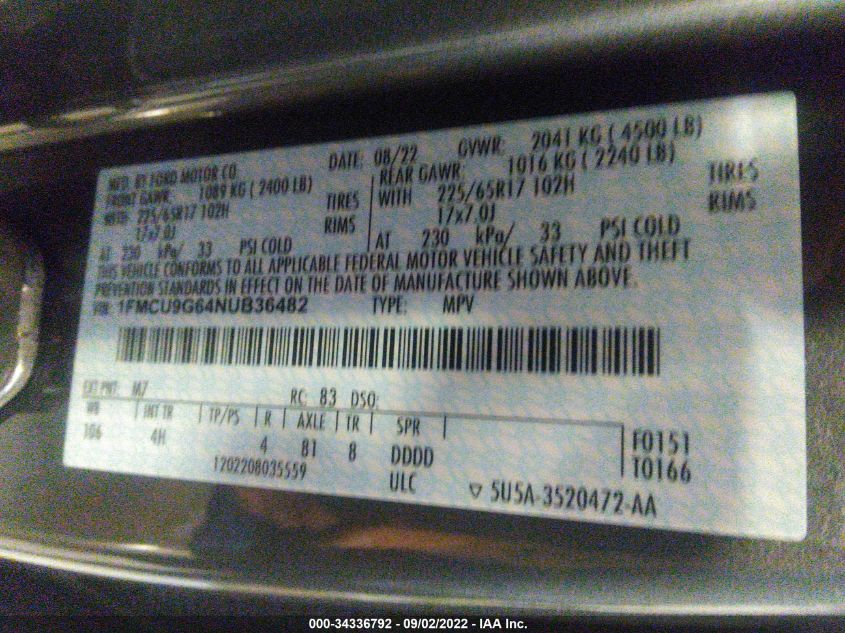 MFD. BY FORD MOTOR CO. DATE: 08/22 GVWR: 2041 KG ( 4500 LB)
FRONT GAWR: 1089 KG ( 2400 LB) REAR GAWR: 1016 KG ( 2240 LB)
WITH 225/65R17 102H TIRES WITH 225/65R17 102H TIRES
17x7.0J RIMS 17x7.0J RIMS
AT 230 kPa/ 33 PSI COLD AT 230 kPa/ 33 PSI COLD
THIS VEHICLE CONFORMS TO ALL APPLICABLE FEDERAL MOTOR VEHICLE SAFETY AND THEFT
PREVENTION STANDARDS IN EFFECT ON THE DATE OF MANUFACTURE SHOWN ABOVE.
VIN: 1FMCU9G64NUB36482 TYPE: MPV
EXT PNT: M7 RC: 83 DSO:
WB INT TR TP/PS R AXLE TR SPR
106 4H 4 81 8 DDDD
F0151
T0166
1202208035559 ULC
5U5A-3520472-AA
000-34336792 - 09/02/2022 - IAA Inc.